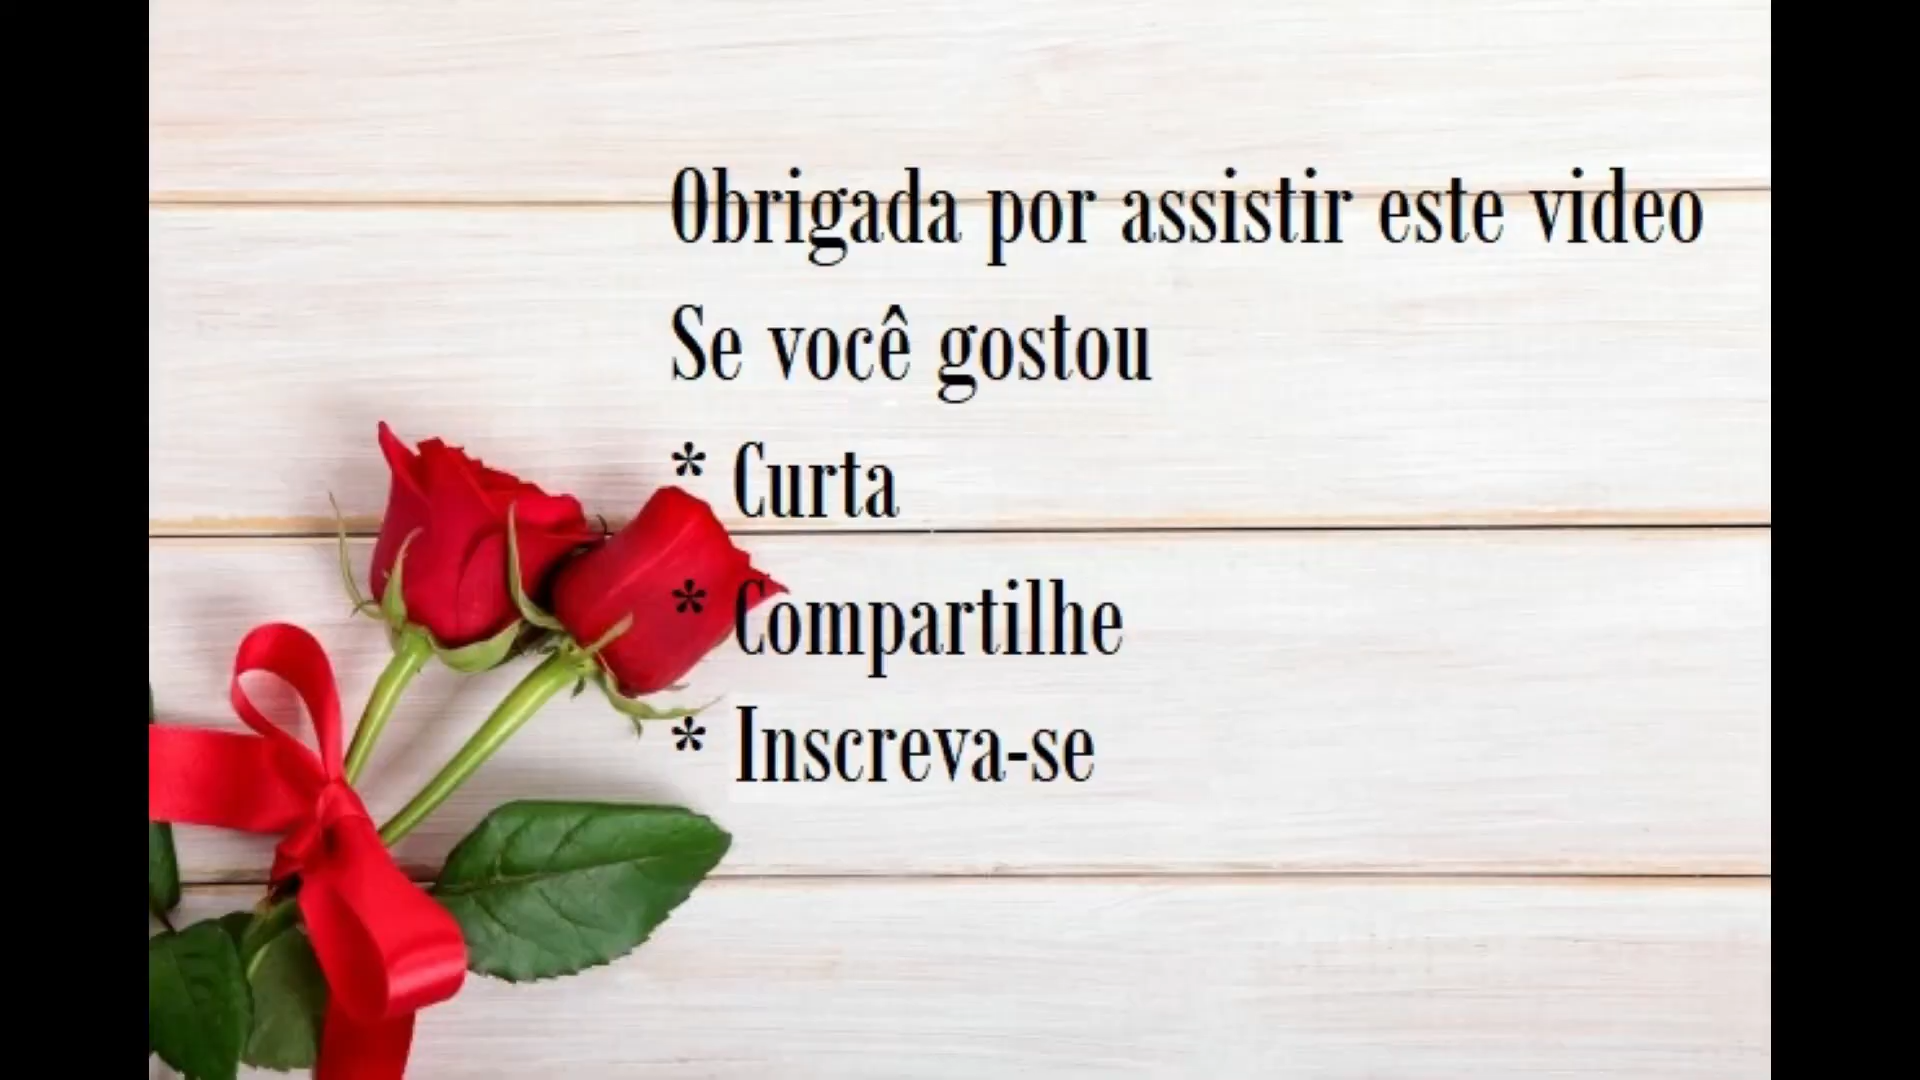 Obrigada por assistir este video
Se você gostou
* Curta
* Compartilhe
* Inscreva-se